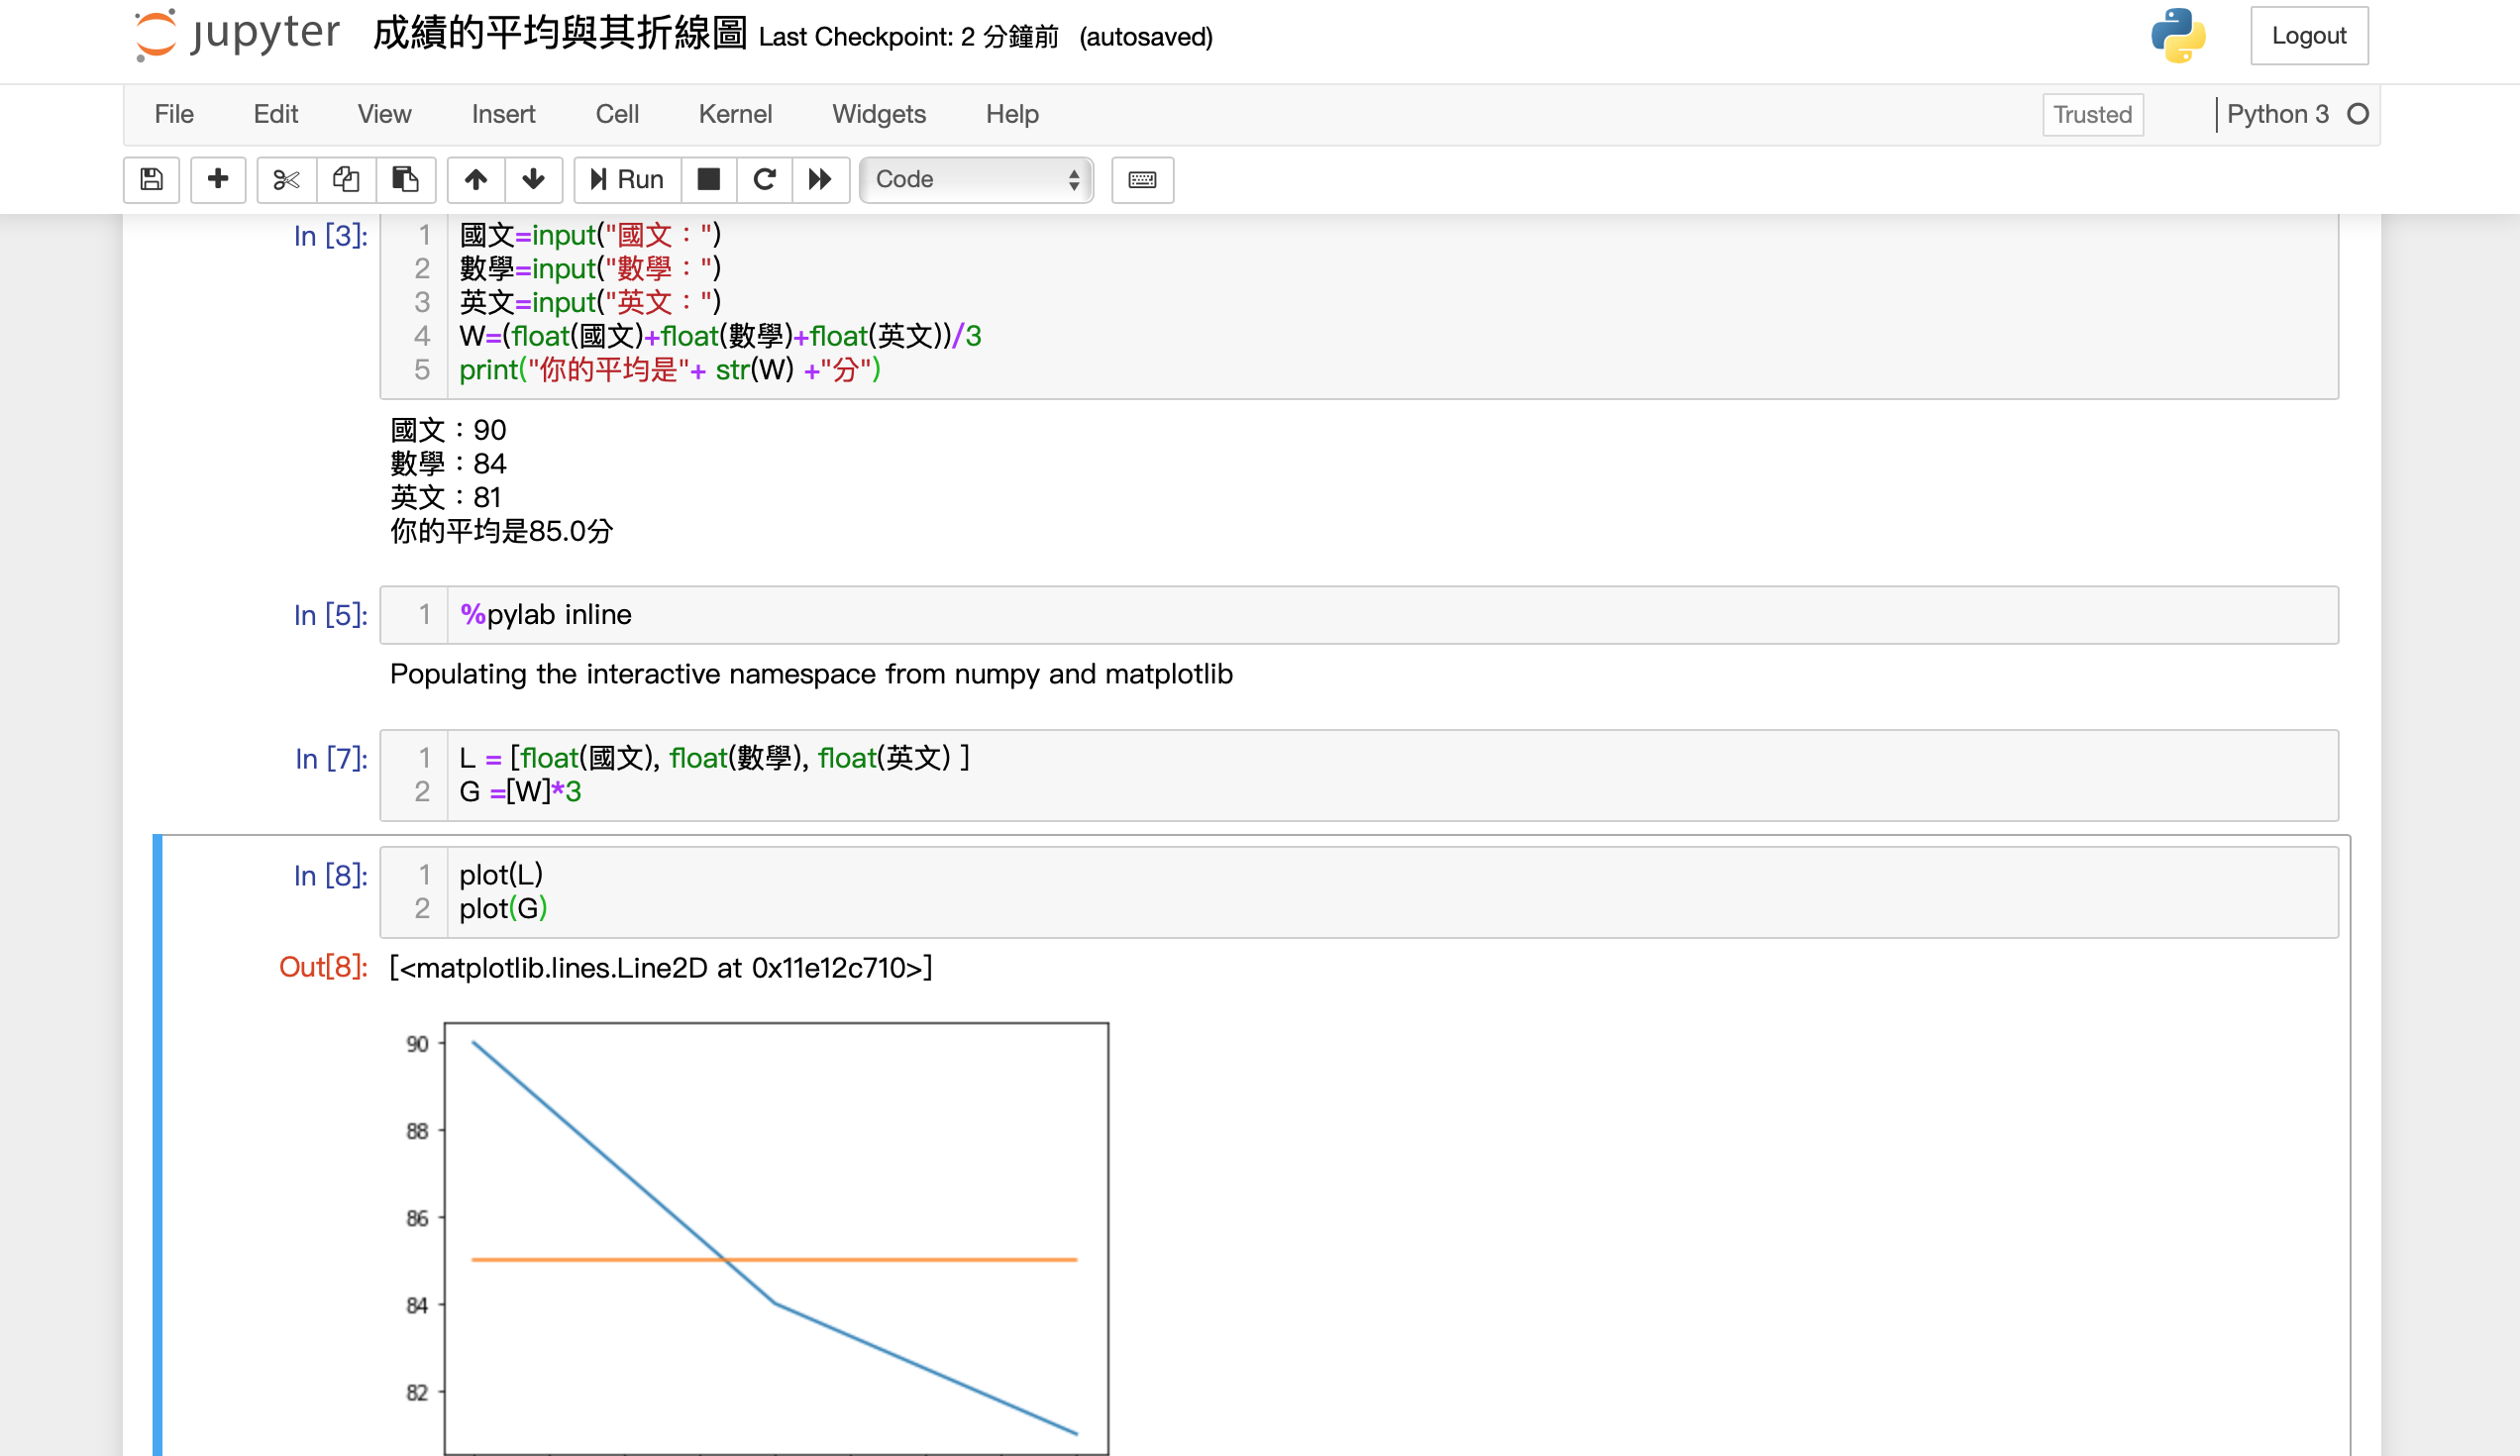 jupyter 成績的平均與其折線圖 Last Checkpoint: 2 分鐘前 (autosaved) Logout
File Edit View Insert Cell Kernel Widgets Help Trusted Python 3
Run Code
In [3]:
1 國文=input("國文：")
2 數學=input("數學：")
3 英文=input("英文：")
4 W=(float(國文)+float(數學)+float(英文))/3
5 print("你的平均是"+ str(W) +"分")
國文：90
數學：84
英文：81
你的平均是85.0分
In [5]:
1 %pylab inline
Populating the interactive namespace from numpy and matplotlib
In [7]:
1 L = [float(國文), float(數學), float(英文) ]
2 G =[W]*3
In [8]:
1 plot(L)
2 plot(G)
Out[8]: [<matplotlib.lines.Line2D at 0x11e12c710>]
90
88
86
84
82